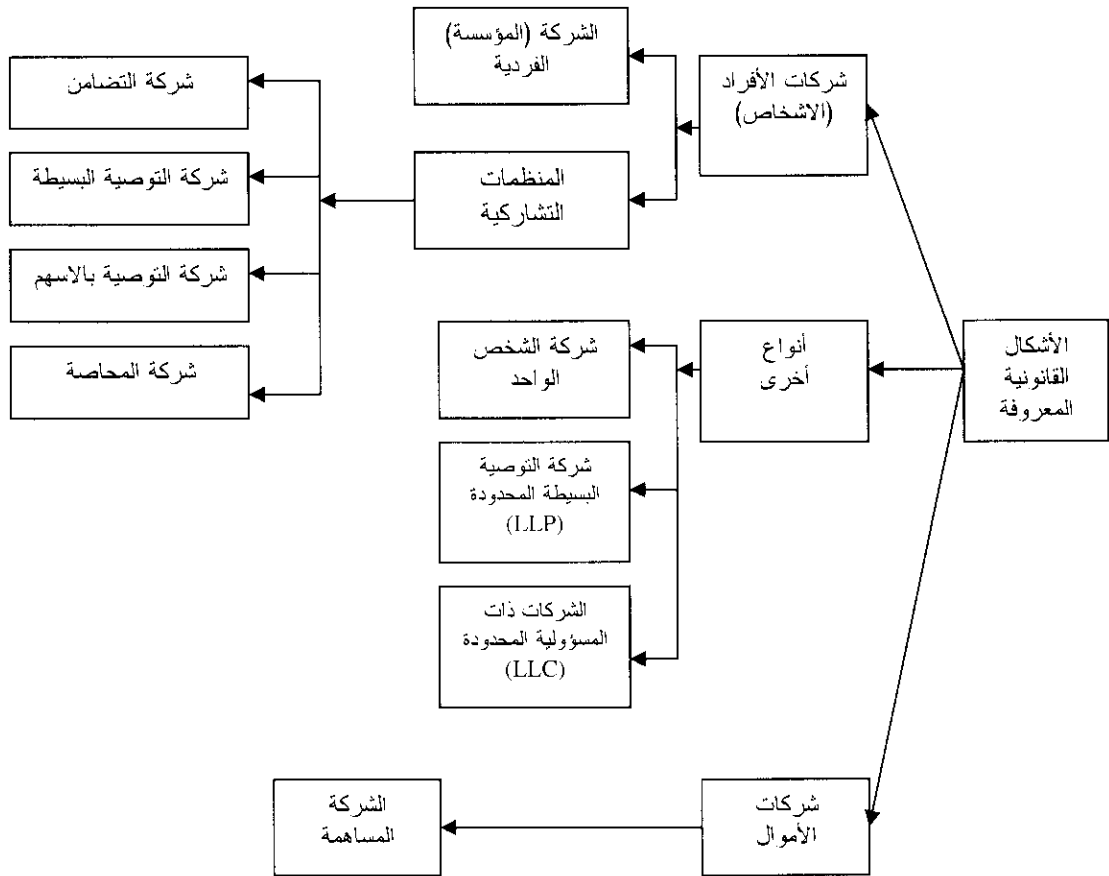 الأشكال
القانونية
المعروفة
شركات الأفراد
(الاشخاص)
الشركة (المؤسسة)
الفردية
المنظمات
التشاركية
شركة التضامن
شركة التوصية البسيطة
شركة التوصية بالاسهم
شركة المحاصة
أنواع
أخرى
شركة الشخص
الواحد
شركة التوصية
البسيطة المحدودة
(LLP)
الشركات ذات
المسؤولية المحدودة
(LLC)
شركات
الأموال
الشركة
المساهمة